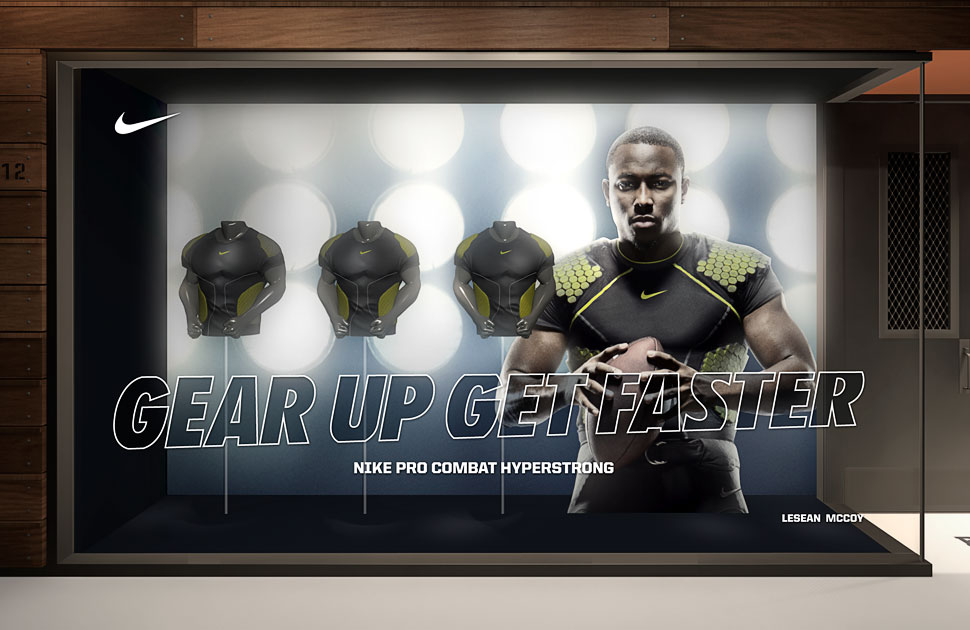 12
GEAR UP GET FASTER
NIKE PRO COMBAT HYPERSTRONG
LESEAN MCCOY